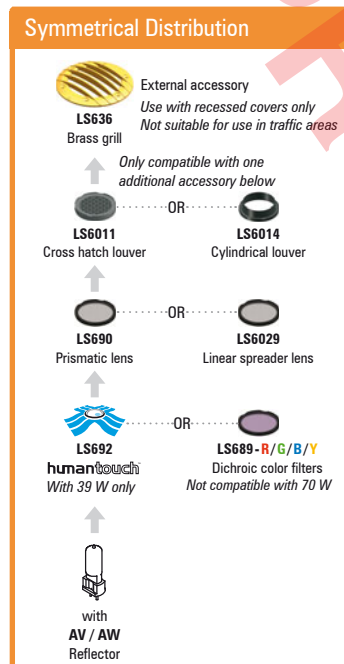 Symmetrical Distribution
External accessory
Use with recessed covers only
Not suitable for use in traffic areas
LS636
Brass grill
Only compatible with one
additional accessory below
OR
LS6011
Cross hatch louver
LS6014
Cylindrical louver
OR
LS690
Prismatic lens
LS6029
Linear spreader lens
OR
LS692
humantouch
With 39 W only
LS689-R/G/B/Y
Dichroic color filters
Not compatible with 70 W
with
AV / AW
Reflector